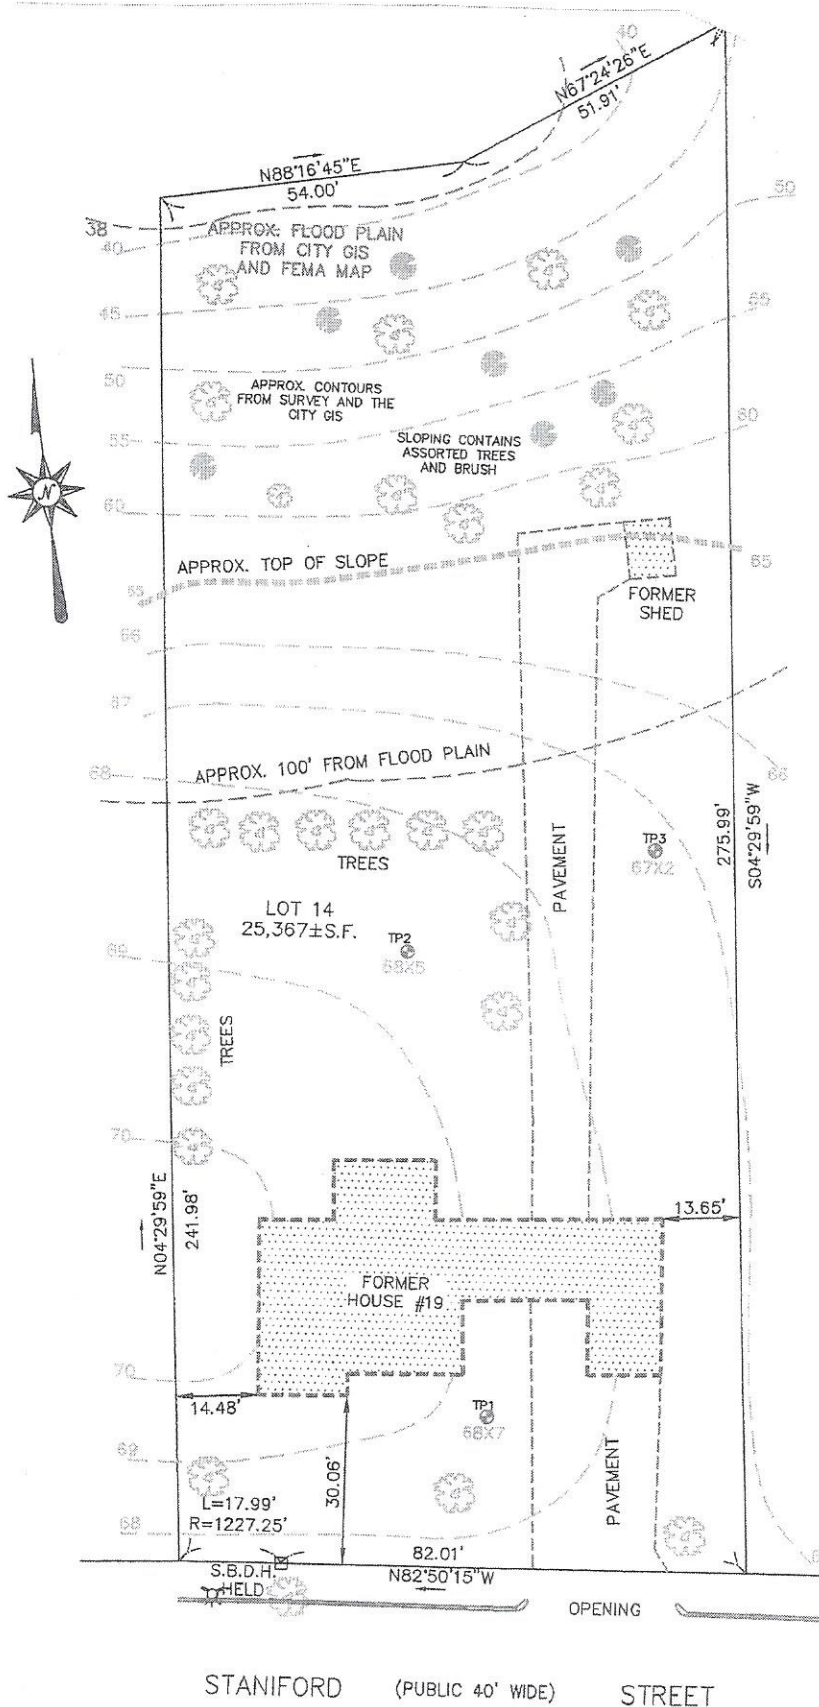 40
N67°24'26"E
51.91'
N88°16'45"E
54.00'
50
38
APPROX. FLOOD PLAIN
FROM CITY GIS
AND FEMA MAP
40
45
55
50
APPROX. CONTOURS
FROM SURVEY AND THE
CITY GIS
60
55
SLOPING CONTAINS
ASSORTED TREES
AND BRUSH
N
60
APPROX. TOP OF SLOPE
65
65
FORMER
SHED
66
67
APPROX. 100' FROM FLOOD PLAIN
68
66
275.99'
S04°29'59"W
TREES
PAVEMENT
TP3
67X2
LOT 14
25,367±S.F.
TP2
68X5
69
TREES
70
N04°29'59"E
241.98'
13.65'
FORMER
HOUSE #19
70
14.48'
TP1
68X7
69
30.06'
PAVEMENT
L=17.99'
R=1227.25'
68
82.01'
S.B.D.H.
HELD
N82°50'15"W
OPENING
STANIFORD (PUBLIC 40' WIDE) STREET